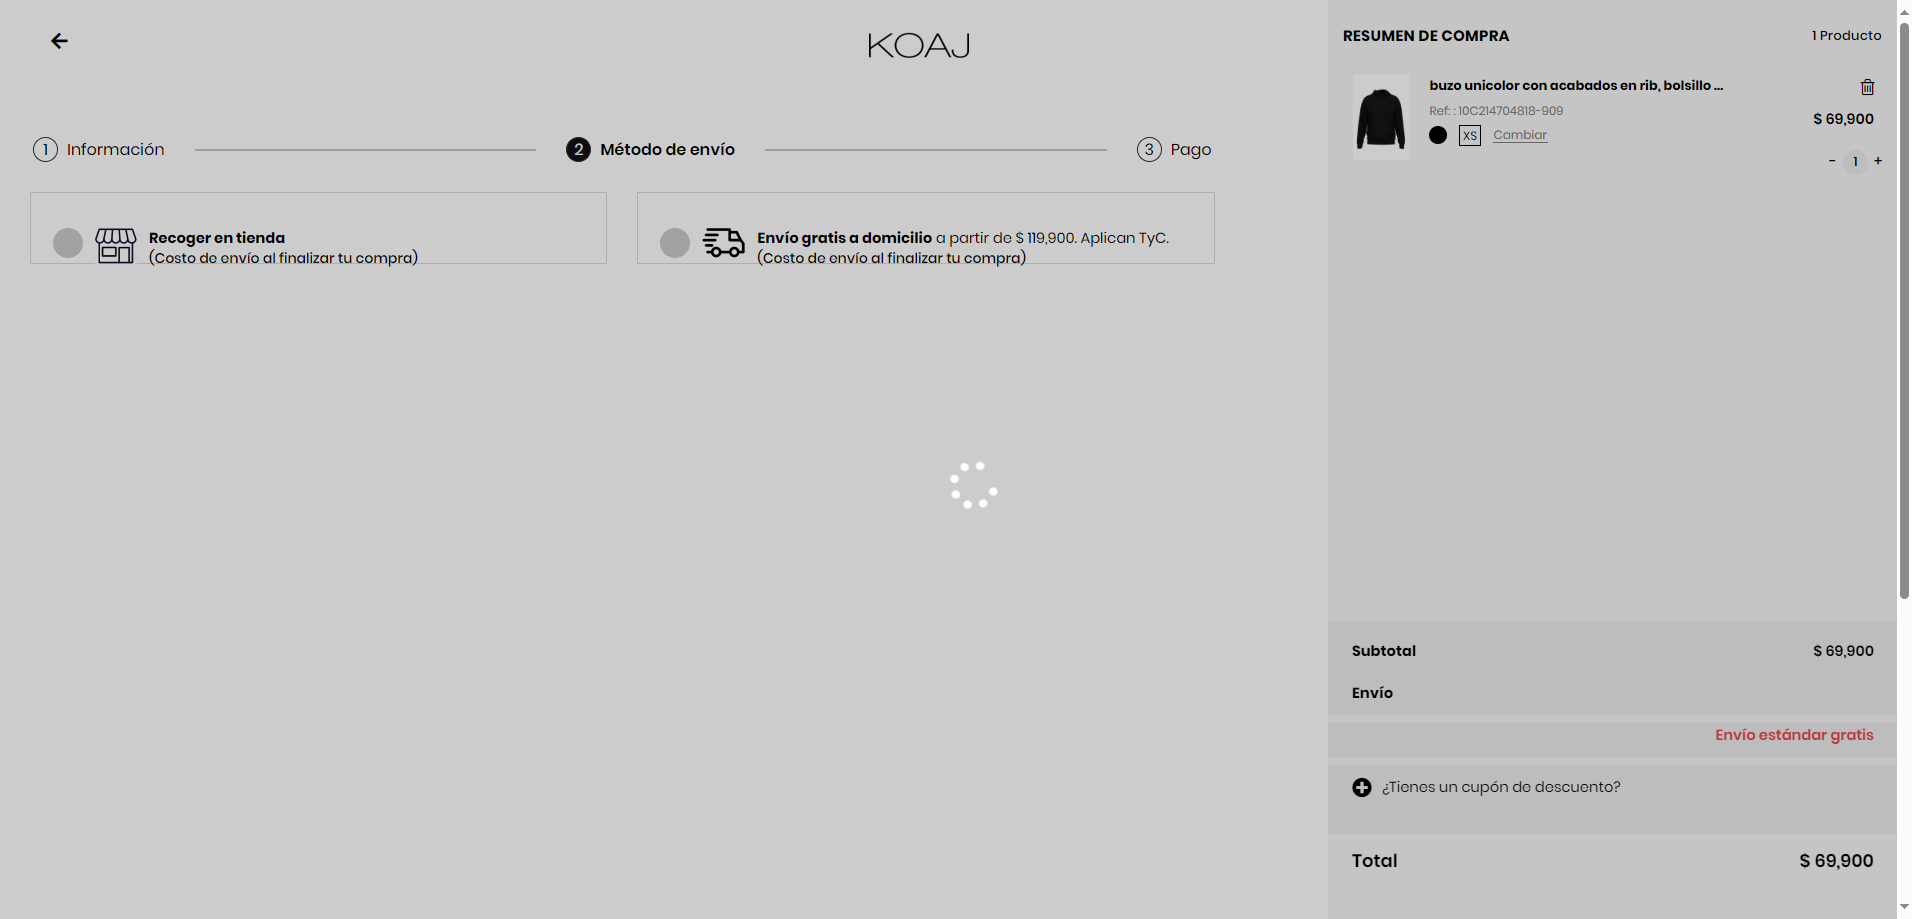 KOAJ
1 Información
2 Método de envío
3 Pago
Recoger en tienda
(Costo de envío al finalizar tu compra)
Envío gratis a domicilio a partir de $ 119,900. Aplican TyC.
(Costo de envío al finalizar tu compra)
RESUMEN DE COMPRA
1 Producto
buzo unicolor con acabados en rib, bolsillo ...
Ref: : 10C214704818-909
$ 69,900
XS Cambiar
- 1 +
Subtotal $ 69,900
Envío
Envío estándar gratis
¿Tienes un cupón de descuento?
Total $ 69,900